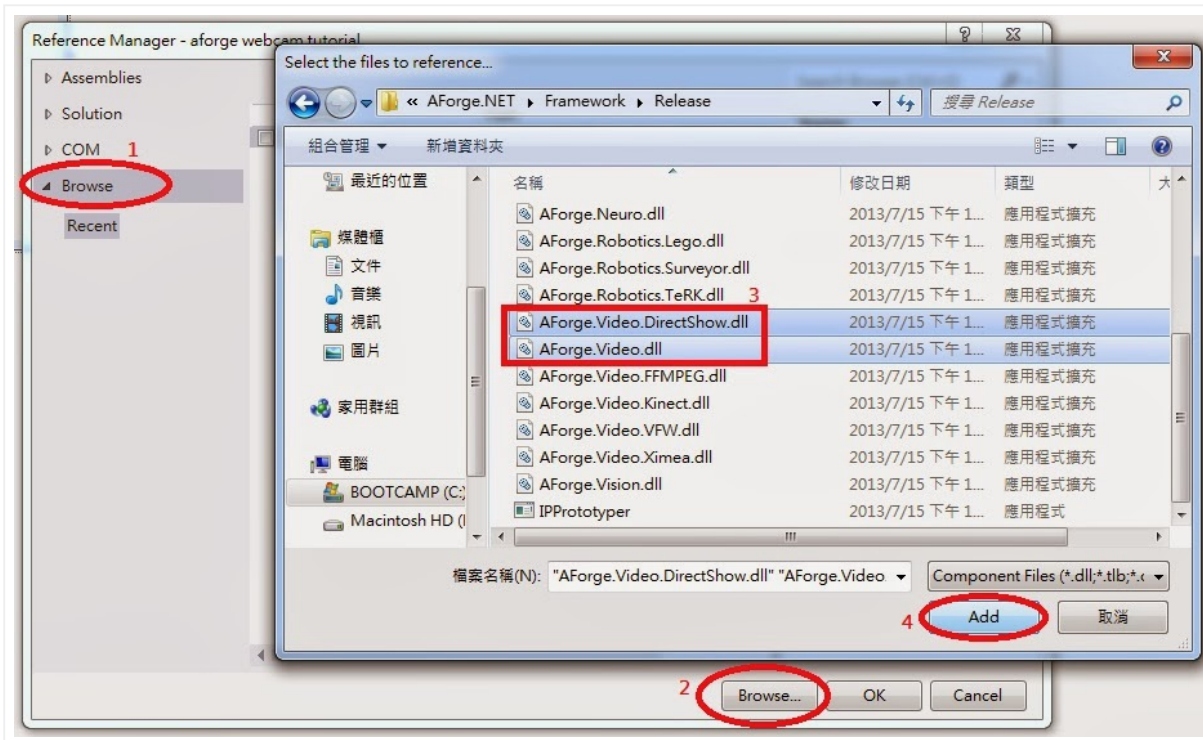 Reference Manager - aforge webcam tutorial
Select the files to reference...
Assemblies
Solution
COM
1
Browse
Recent
« AForge.NET ▸ Framework ▸ Release
搜尋 Release
組合管理 ▼ 新增資料夾
最近的位置
媒體櫃
文件
音樂
視訊
圖片
家用群組
電腦
BOOTCAMP (C:)
Macintosh HD (
名稱 修改日期 類型 大
AForge.Neuro.dll 2013/7/15 下午 1... 應用程式擴充
AForge.Robotics.Lego.dll 2013/7/15 下午 1... 應用程式擴充
AForge.Robotics.Surveyor.dll 2013/7/15 下午 1... 應用程式擴充
AForge.Robotics.TeRK.dll 2013/7/15 下午 1... 應用程式擴充
3
AForge.Video.DirectShow.dll 2013/7/15 下午 1... 應用程式擴充
AForge.Video.dll 2013/7/15 下午 1... 應用程式擴充
AForge.Video.FFMPEG.dll 2013/7/15 下午 1... 應用程式擴充
AForge.Video.Kinect.dll 2013/7/15 下午 1... 應用程式擴充
AForge.Video.VFW.dll 2013/7/15 下午 1... 應用程式擴充
AForge.Video.Ximea.dll 2013/7/15 下午 1... 應用程式擴充
AForge.Vision.dll 2013/7/15 下午 1... 應用程式擴充
IPPrototyper 2013/7/15 下午 1... 應用程式
檔案名稱(N): "AForge.Video.DirectShow.dll" "AForge.Video. Component Files (*.dll;*.tlb;*.c
4 Add 取消
2 Browse... OK Cancel